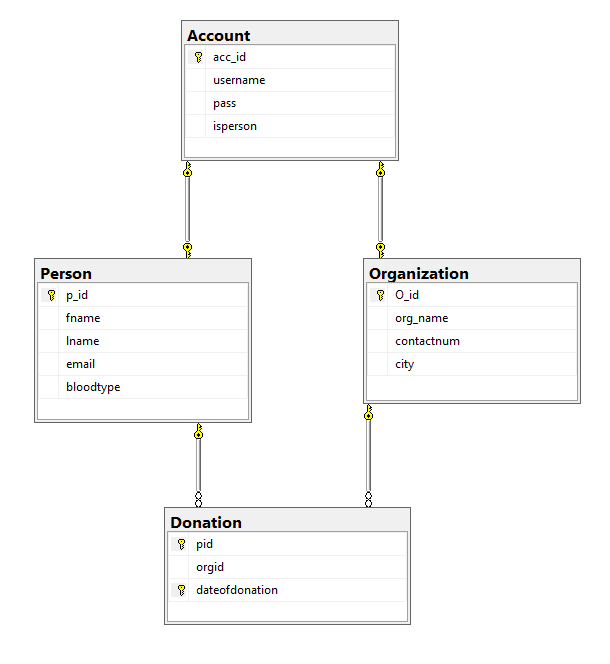 Account
acc_id
username
pass
isperson
Person
p_id
fname
lname
email
bloodtype
Organization
O_id
org_name
contactnum
city
Donation
pid
orgid
dateofdonation